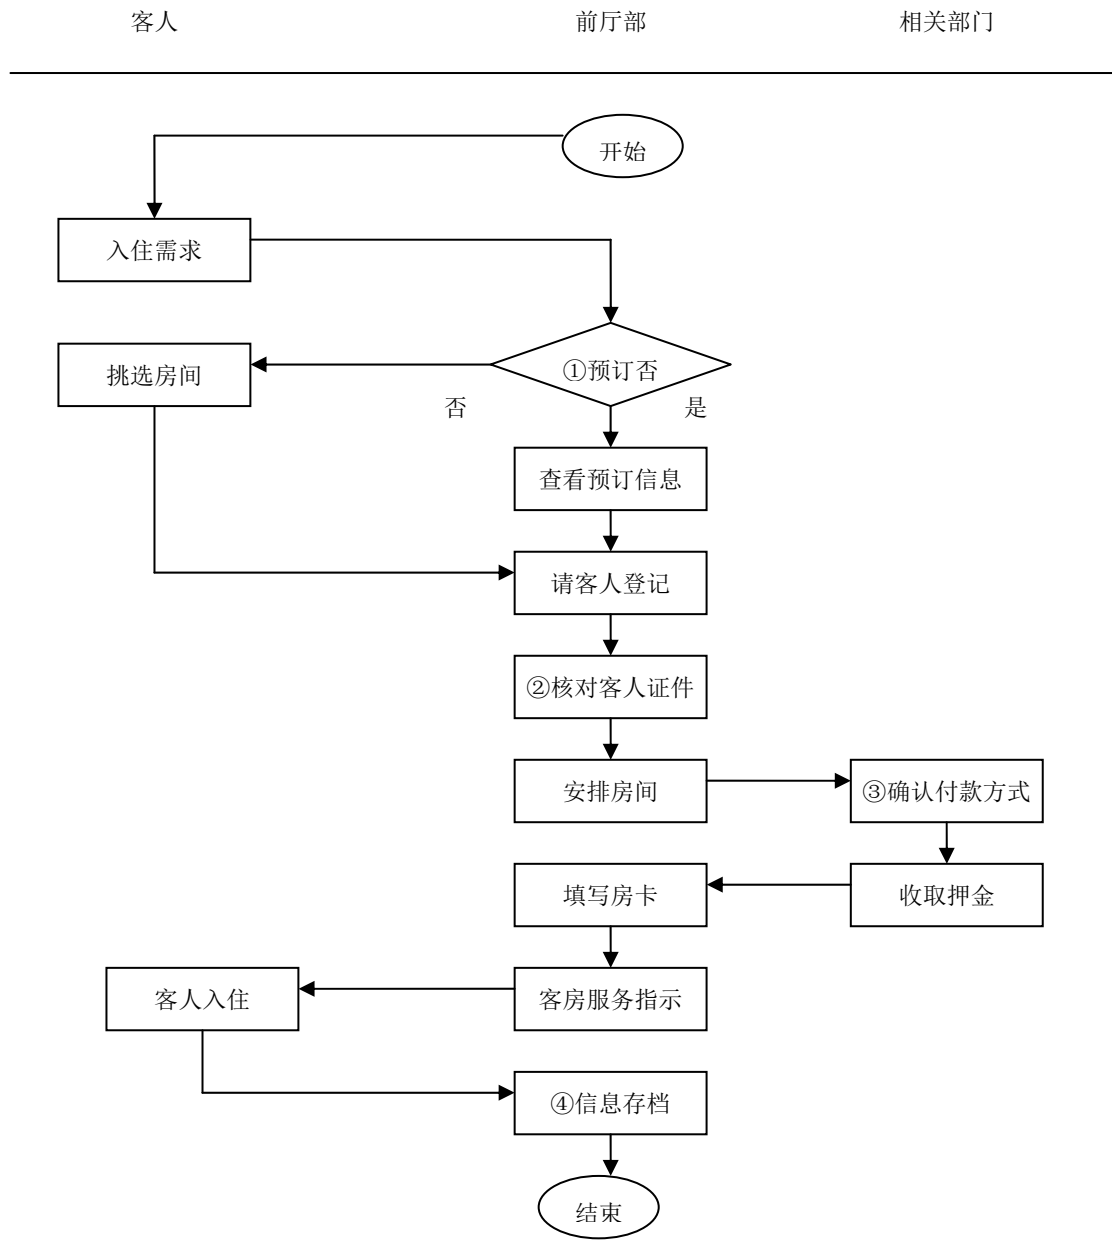 客人 前厅部 相关部门
开始
入住需求
①预订否
挑选房间
否 是
查看预订信息
请客人登记
②核对客人证件
安排房间 ③确认付款方式
填写房卡 收取押金
客人入住 客房服务指示
④信息存档
结束